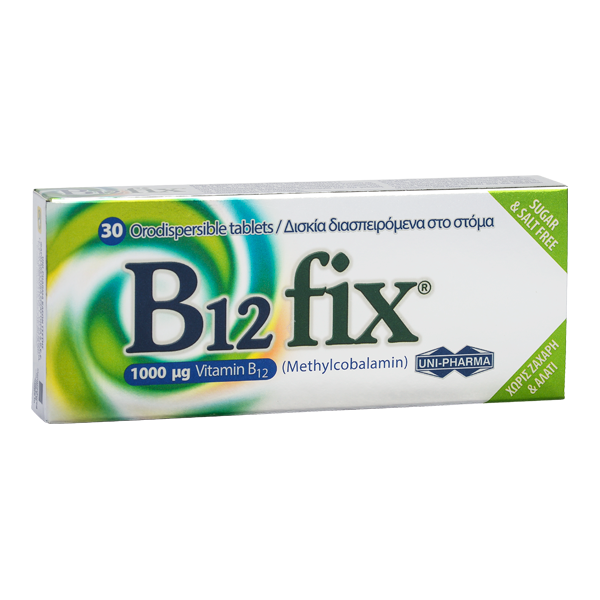 30 Orodispersible tablets / Δισκία διασπειρόμενα στο στόμα
B12 fix®
1000 μg Vitamin B12 (Methylcobalamin) UNI-PHARMA
SUGAR
& SALT FREE
ΧΩΡΙΣ ΖΑΧΑΡΗ
& ΑΛΑΤΙ